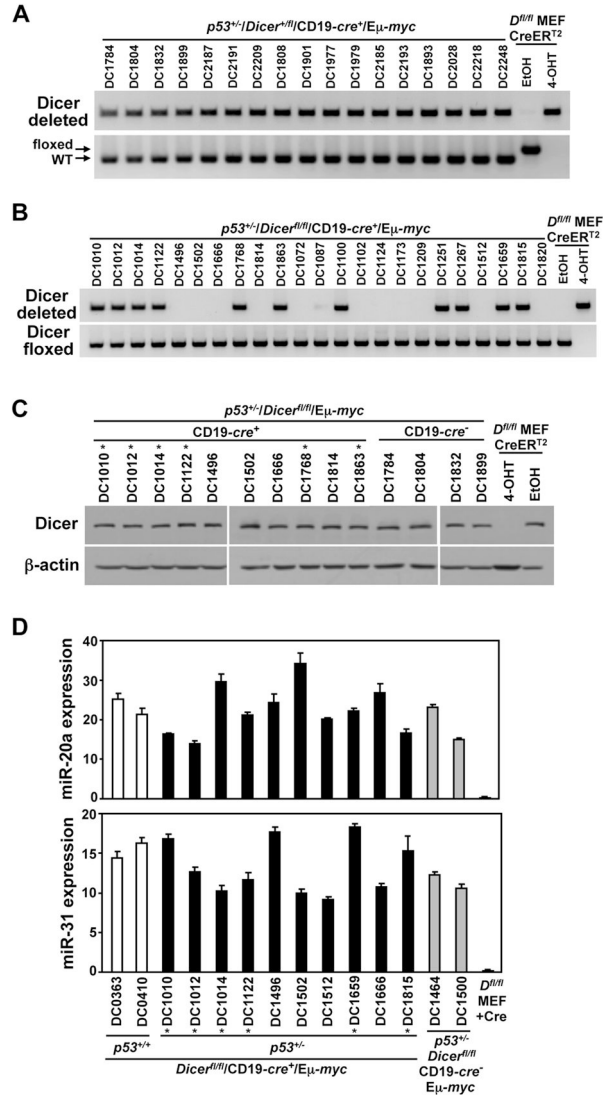 A
p53+/-/Dicer+/fl/CD19-cre+/Eµ-myc
Dfl/fl MEF
CreERT2
DC1784 DC1804 DC1832 DC1899 DC2187 DC2191 DC2209 DC1808 DC1901 DC1977 DC1979 DC2185 DC2193 DC1893 DC2028 DC2218 DC2248 EtOH 4-OHT
Dicer
deleted
floxed
WT
B
p53+/-/Dicerfl/fl/CD19-cre+/Eµ-myc
Dfl/fl MEF
CreERT2
DC1010 DC1012 DC1014 DC1122 DC1496 DC1502 DC1666 DC1768 DC1814 DC1863 DC1072 DC1087 DC1100 DC1102 DC1124 DC1173 DC1209 DC1251 DC1267 DC1512 DC1659 DC1815 DC1820 EtOH 4-OHT
Dicer
deleted
Dicer
floxed
C
p53+/-/Dicerfl/fl/Eµ-myc
CD19-cre+ CD19-cre-
Dfl/fl MEF
CreERT2
DC1010* DC1012* DC1014* DC1122* DC1496 DC1502 DC1666 DC1768* DC1814 DC1863* DC1784 DC1804 DC1832 DC1899 4-OHT EtOH
Dicer
β-actin
D
miR-20a expression
40
30
20
10
0
miR-31 expression
20
15
10
5
0
DC0363 DC0410 DC1010 DC1012 DC1014 DC1122 DC1496 DC1502 DC1512 DC1659 DC1666 DC1815 DC1464 DC1500
* * * * * *
Dfl/fl
MEF
+Cre
p53+/+ p53+/-
Dicerfl/fl/CD19-cre+/Eµ-myc
p53+/-
Dicerfl/fl
CD19-cre-
Eµ-myc